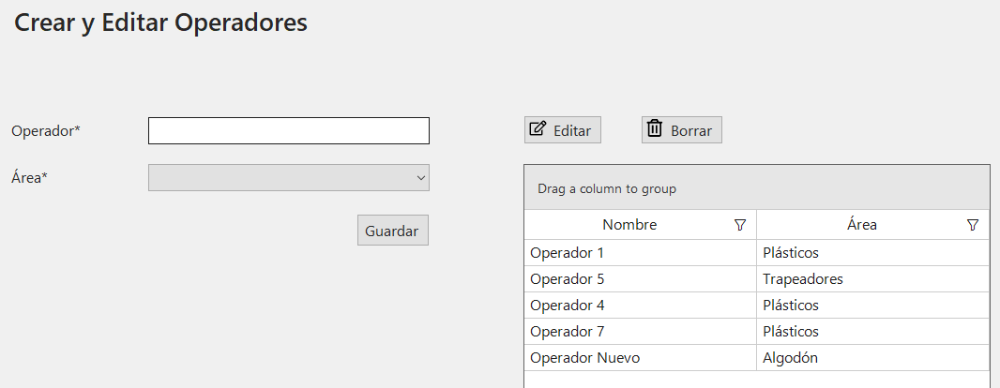 Crear y Editar Operadores
Operador*
Área*
Guardar
Editar
Borrar
Drag a column to group
Nombre Área
Operador 1 Plásticos
Operador 5 Trapeadores
Operador 4 Plásticos
Operador 7 Plásticos
Operador Nuevo Algodón